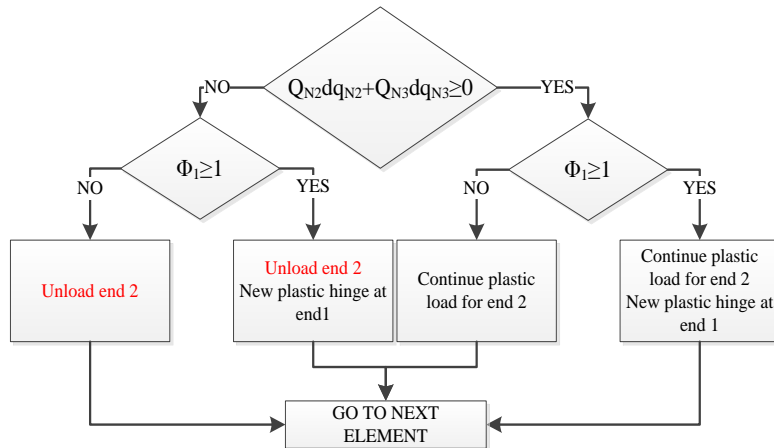 NO
Q_N2dq_N2+Q_N3dq_N3≥0
YES
Φ₁≥1
Φ₁≥1
NO
YES
NO
YES
Unload end 2
Unload end 2
New plastic hinge at
end1
Continue plastic
load for end 2
Continue plastic
load for end 2
New plastic hinge at
end 1
GO TO NEXT
ELEMENT